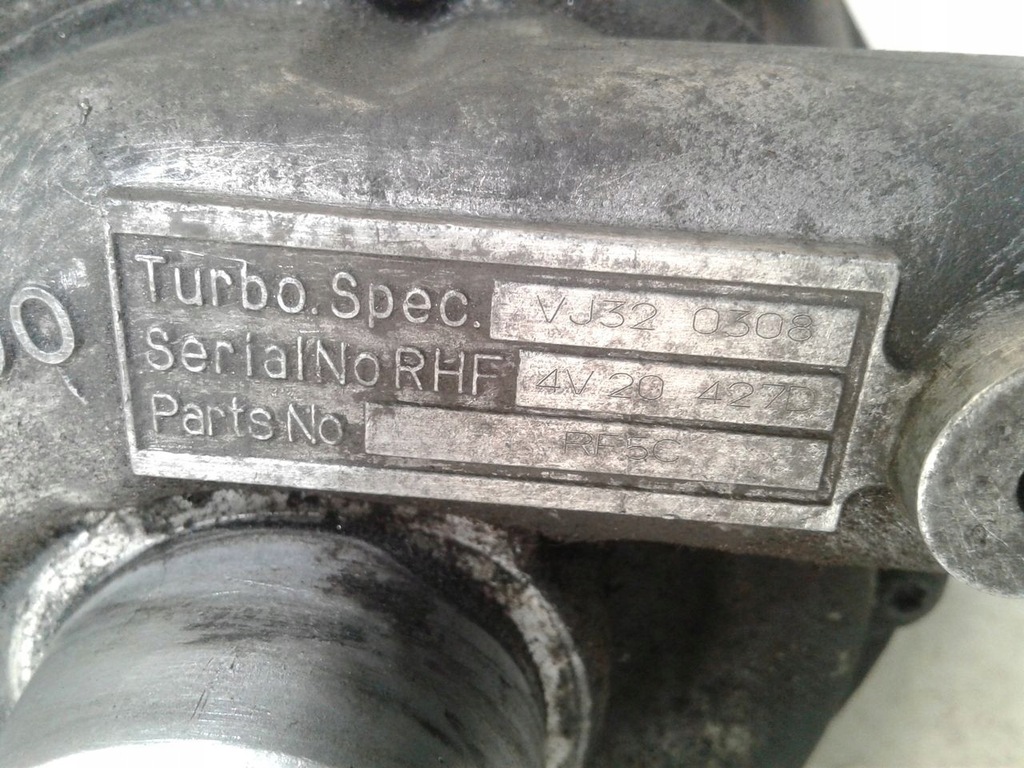 Turbo.Spec. VJ32 0308
Serial No RHF 4V 20 427D
Parts No RF5C